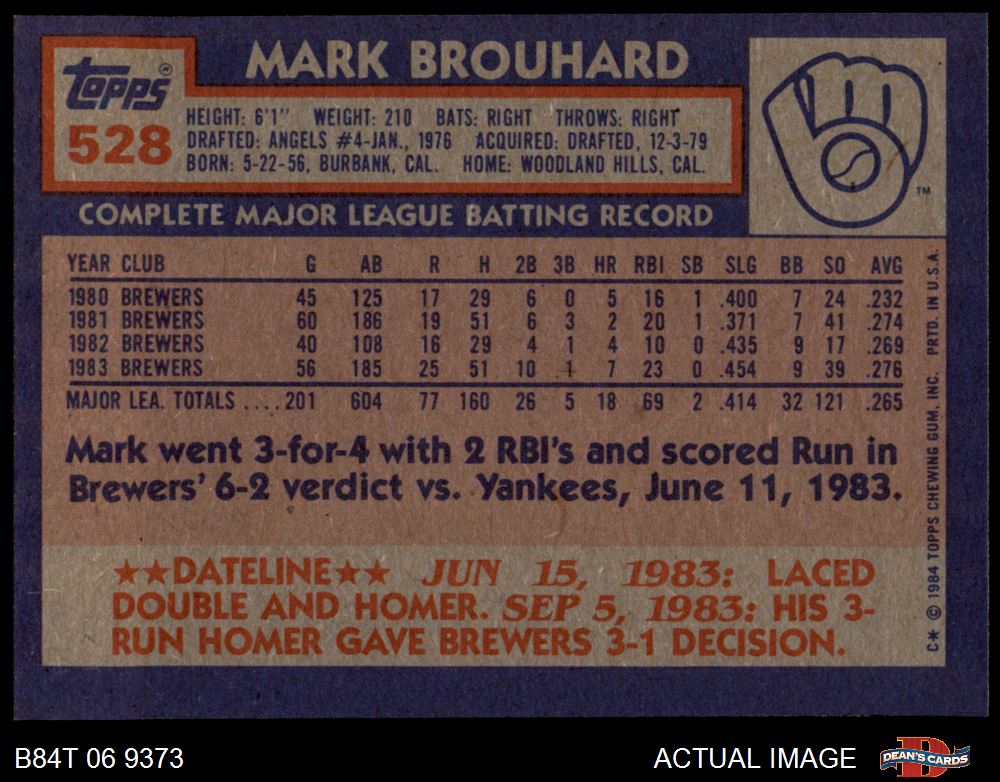 MARK BROUHARD
Topps®
528
HEIGHT: 6'1" WEIGHT: 210 BATS: RIGHT THROWS: RIGHT
DRAFTED: ANGELS #4-JAN., 1976 ACQUIRED: DRAFTED, 12-3-79
BORN: 5-22-56, BURBANK, CAL. HOME: WOODLAND HILLS, CAL.
TM
COMPLETE MAJOR LEAGUE BATTING RECORD
YEAR CLUB G AB R H 2B 3B HR RBI SB SLG BB SO AVG
1980 BREWERS 45 125 17 29 6 0 5 16 1 .400 7 24 .232
1981 BREWERS 60 186 19 51 6 3 2 20 1 .371 7 41 .274
1982 BREWERS 40 108 16 29 4 1 4 10 0 .435 9 17 .269
1983 BREWERS 56 185 25 51 10 1 7 23 0 .454 9 39 .276
MAJOR LEA. TOTALS ....201 604 77 160 26 5 18 69 2 .414 32 121 .265
Mark went 3-for-4 with 2 RBI's and scored Run in
Brewers' 6-2 verdict vs. Yankees, June 11, 1983.
★★DATELINE★★ JUN 15, 1983: LACED
DOUBLE AND HOMER. SEP 5, 1983: HIS 3-
RUN HOMER GAVE BREWERS 3-1 DECISION.
C* © 1984 TOPPS CHEWING GUM, INC. PRTD. IN U.S.A.
B84T 06 9373
ACTUAL IMAGE
DEAN'S CARDS